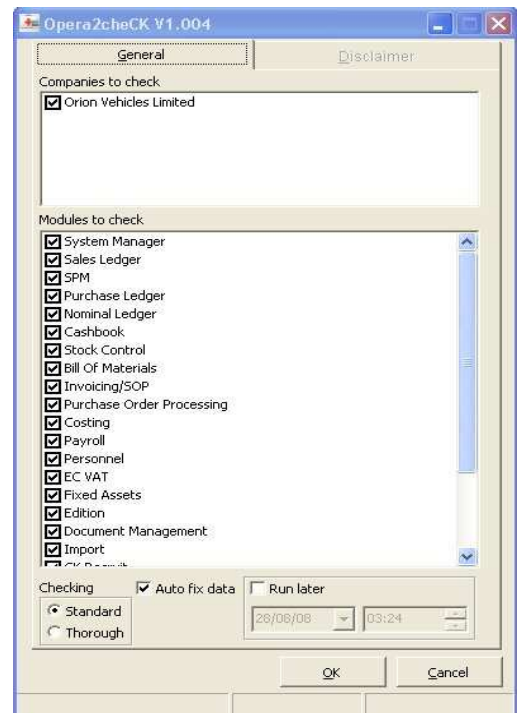 Opera2cheCK V1.004
General Disclaimer
Companies to check
Orion Vehicles Limited
Modules to check
System Manager
Sales Ledger
SPM
Purchase Ledger
Nominal Ledger
Cashbook
Stock Control
Bill Of Materials
Invoicing/SOP
Purchase Order Processing
Costing
Payroll
Personnel
EC VAT
Fixed Assets
Edition
Document Management
Import
Checking Auto fix data Run later
Standard
28/08/08 03:24
Thorough
OK Cancel